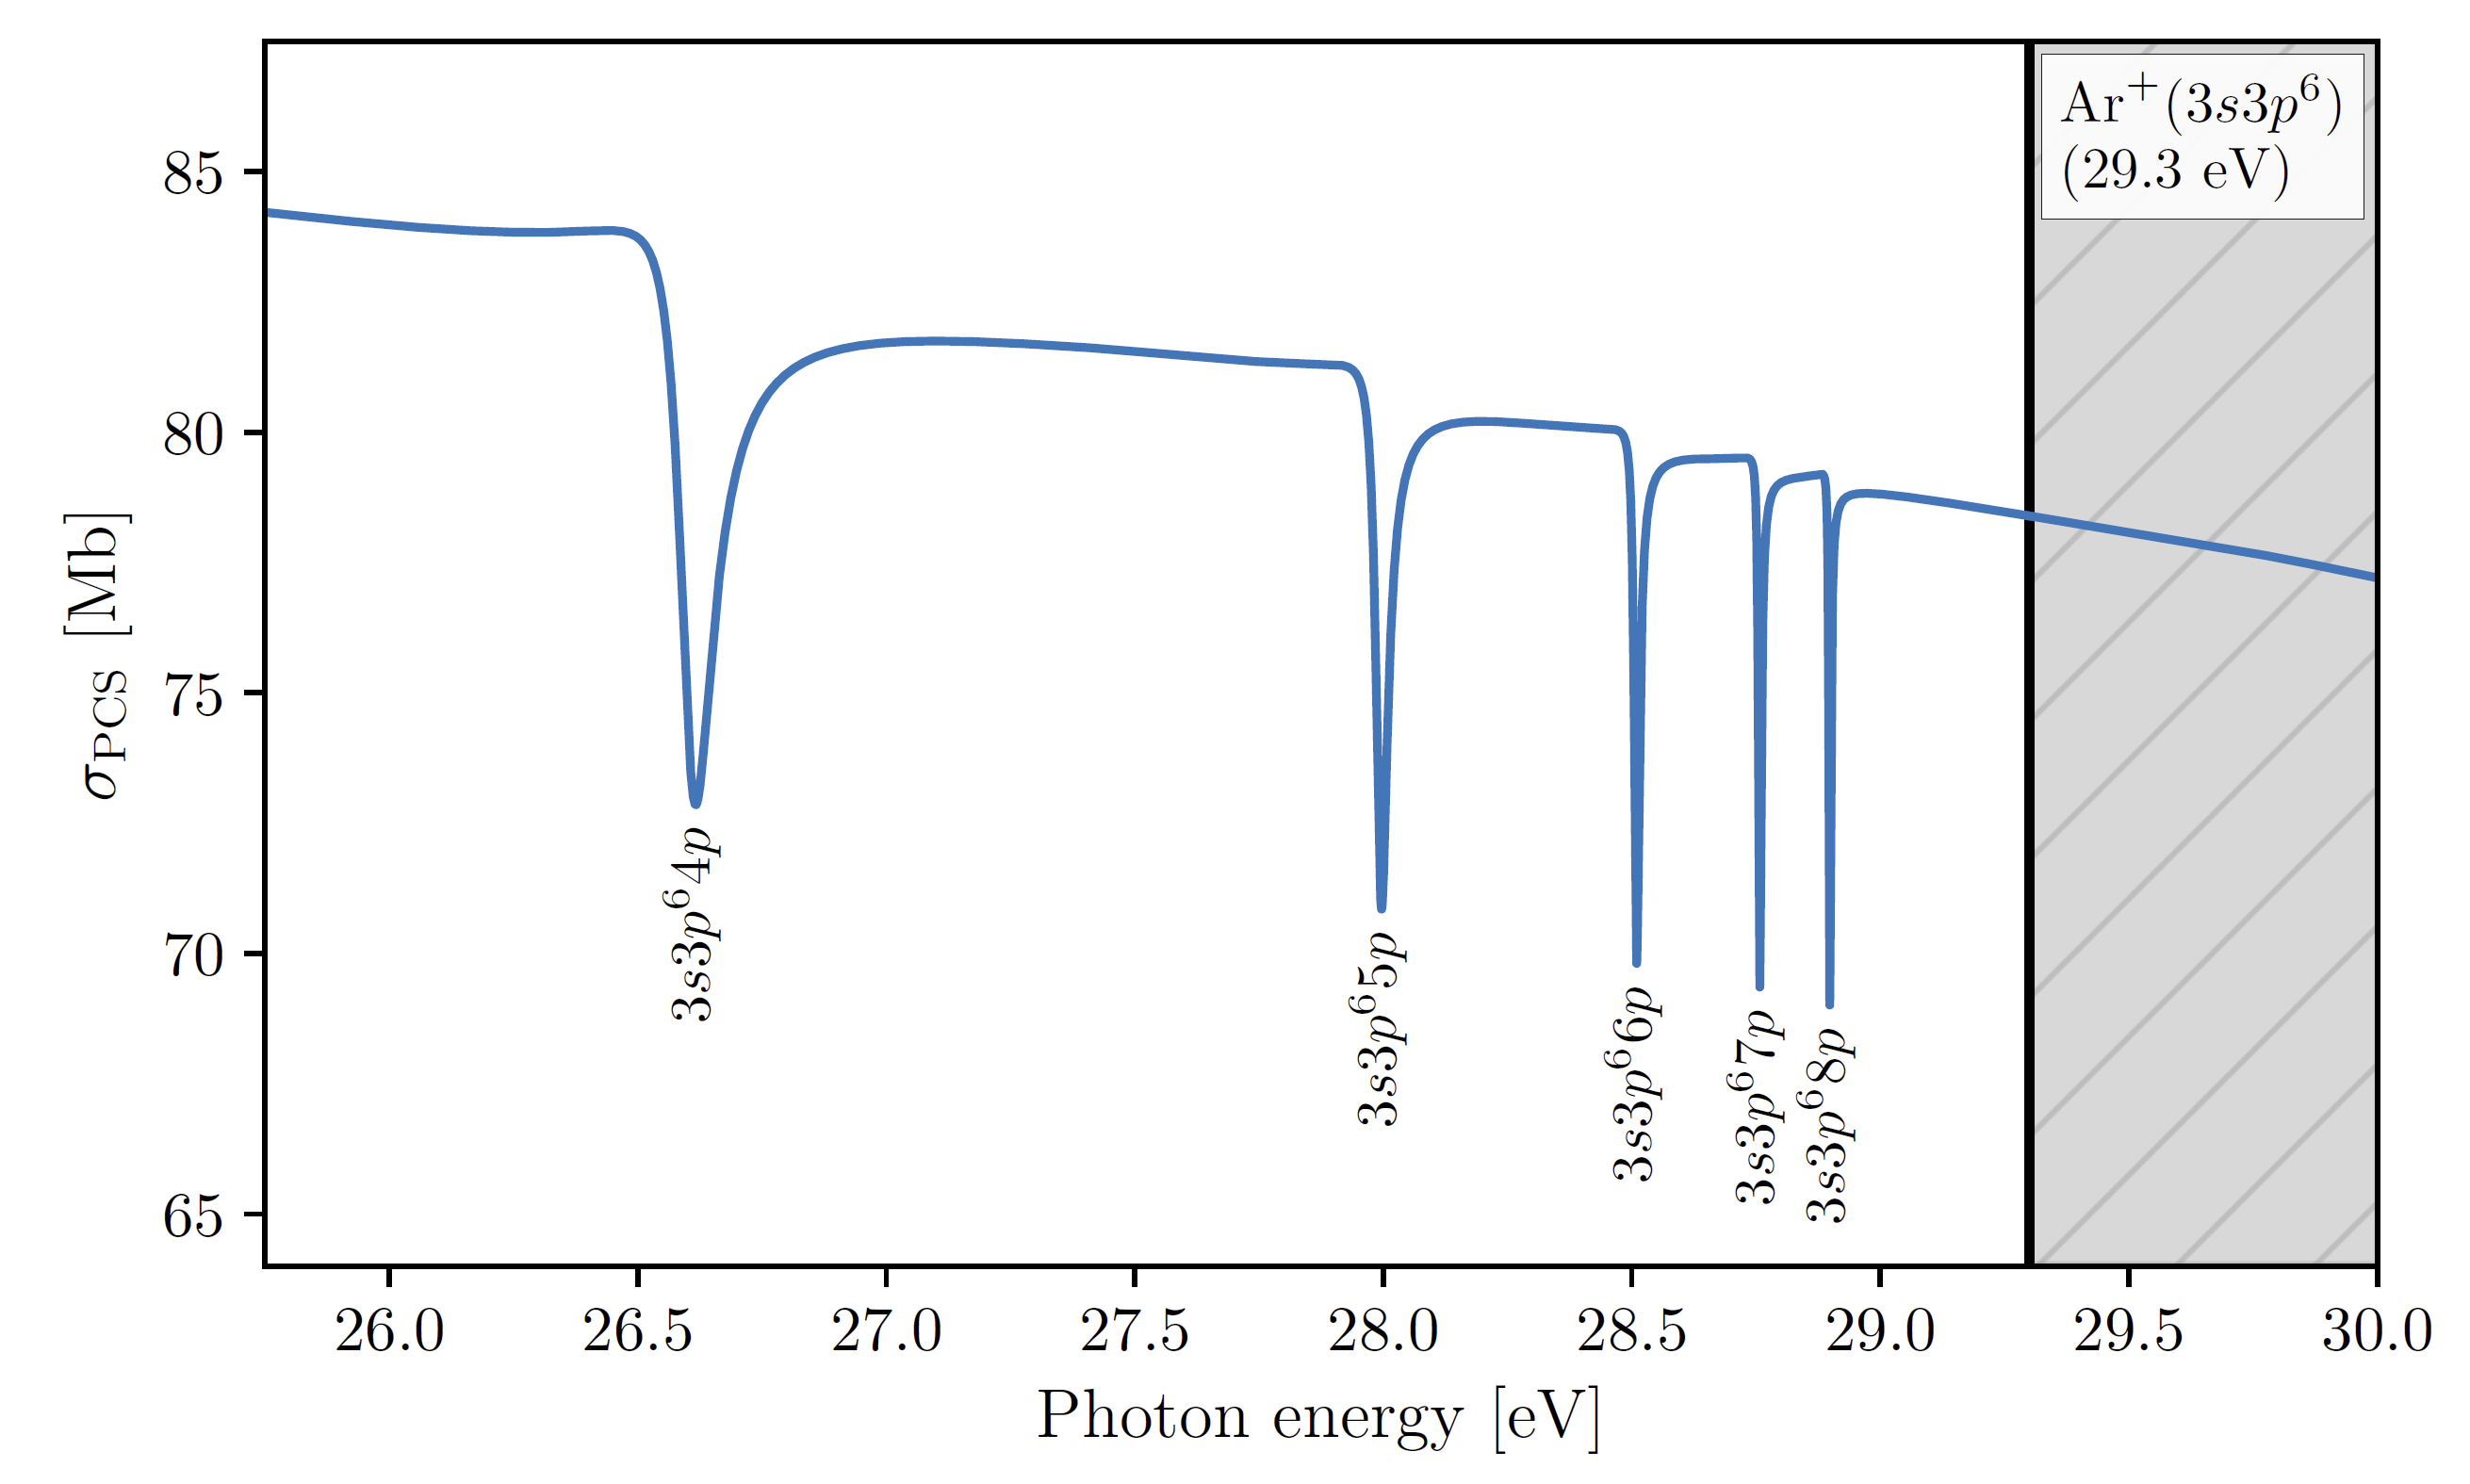 Ar⁺(3s3p⁶)
(29.3 eV)
85
80
75
70
65
σPCS [Mb]
3s3p⁶4p
3s3p⁶5p
3s3p⁶6p
3s3p⁶7p
3s3p⁶8p
26.0 26.5 27.0 27.5 28.0 28.5 29.0 29.5 30.0
Photon energy [eV]